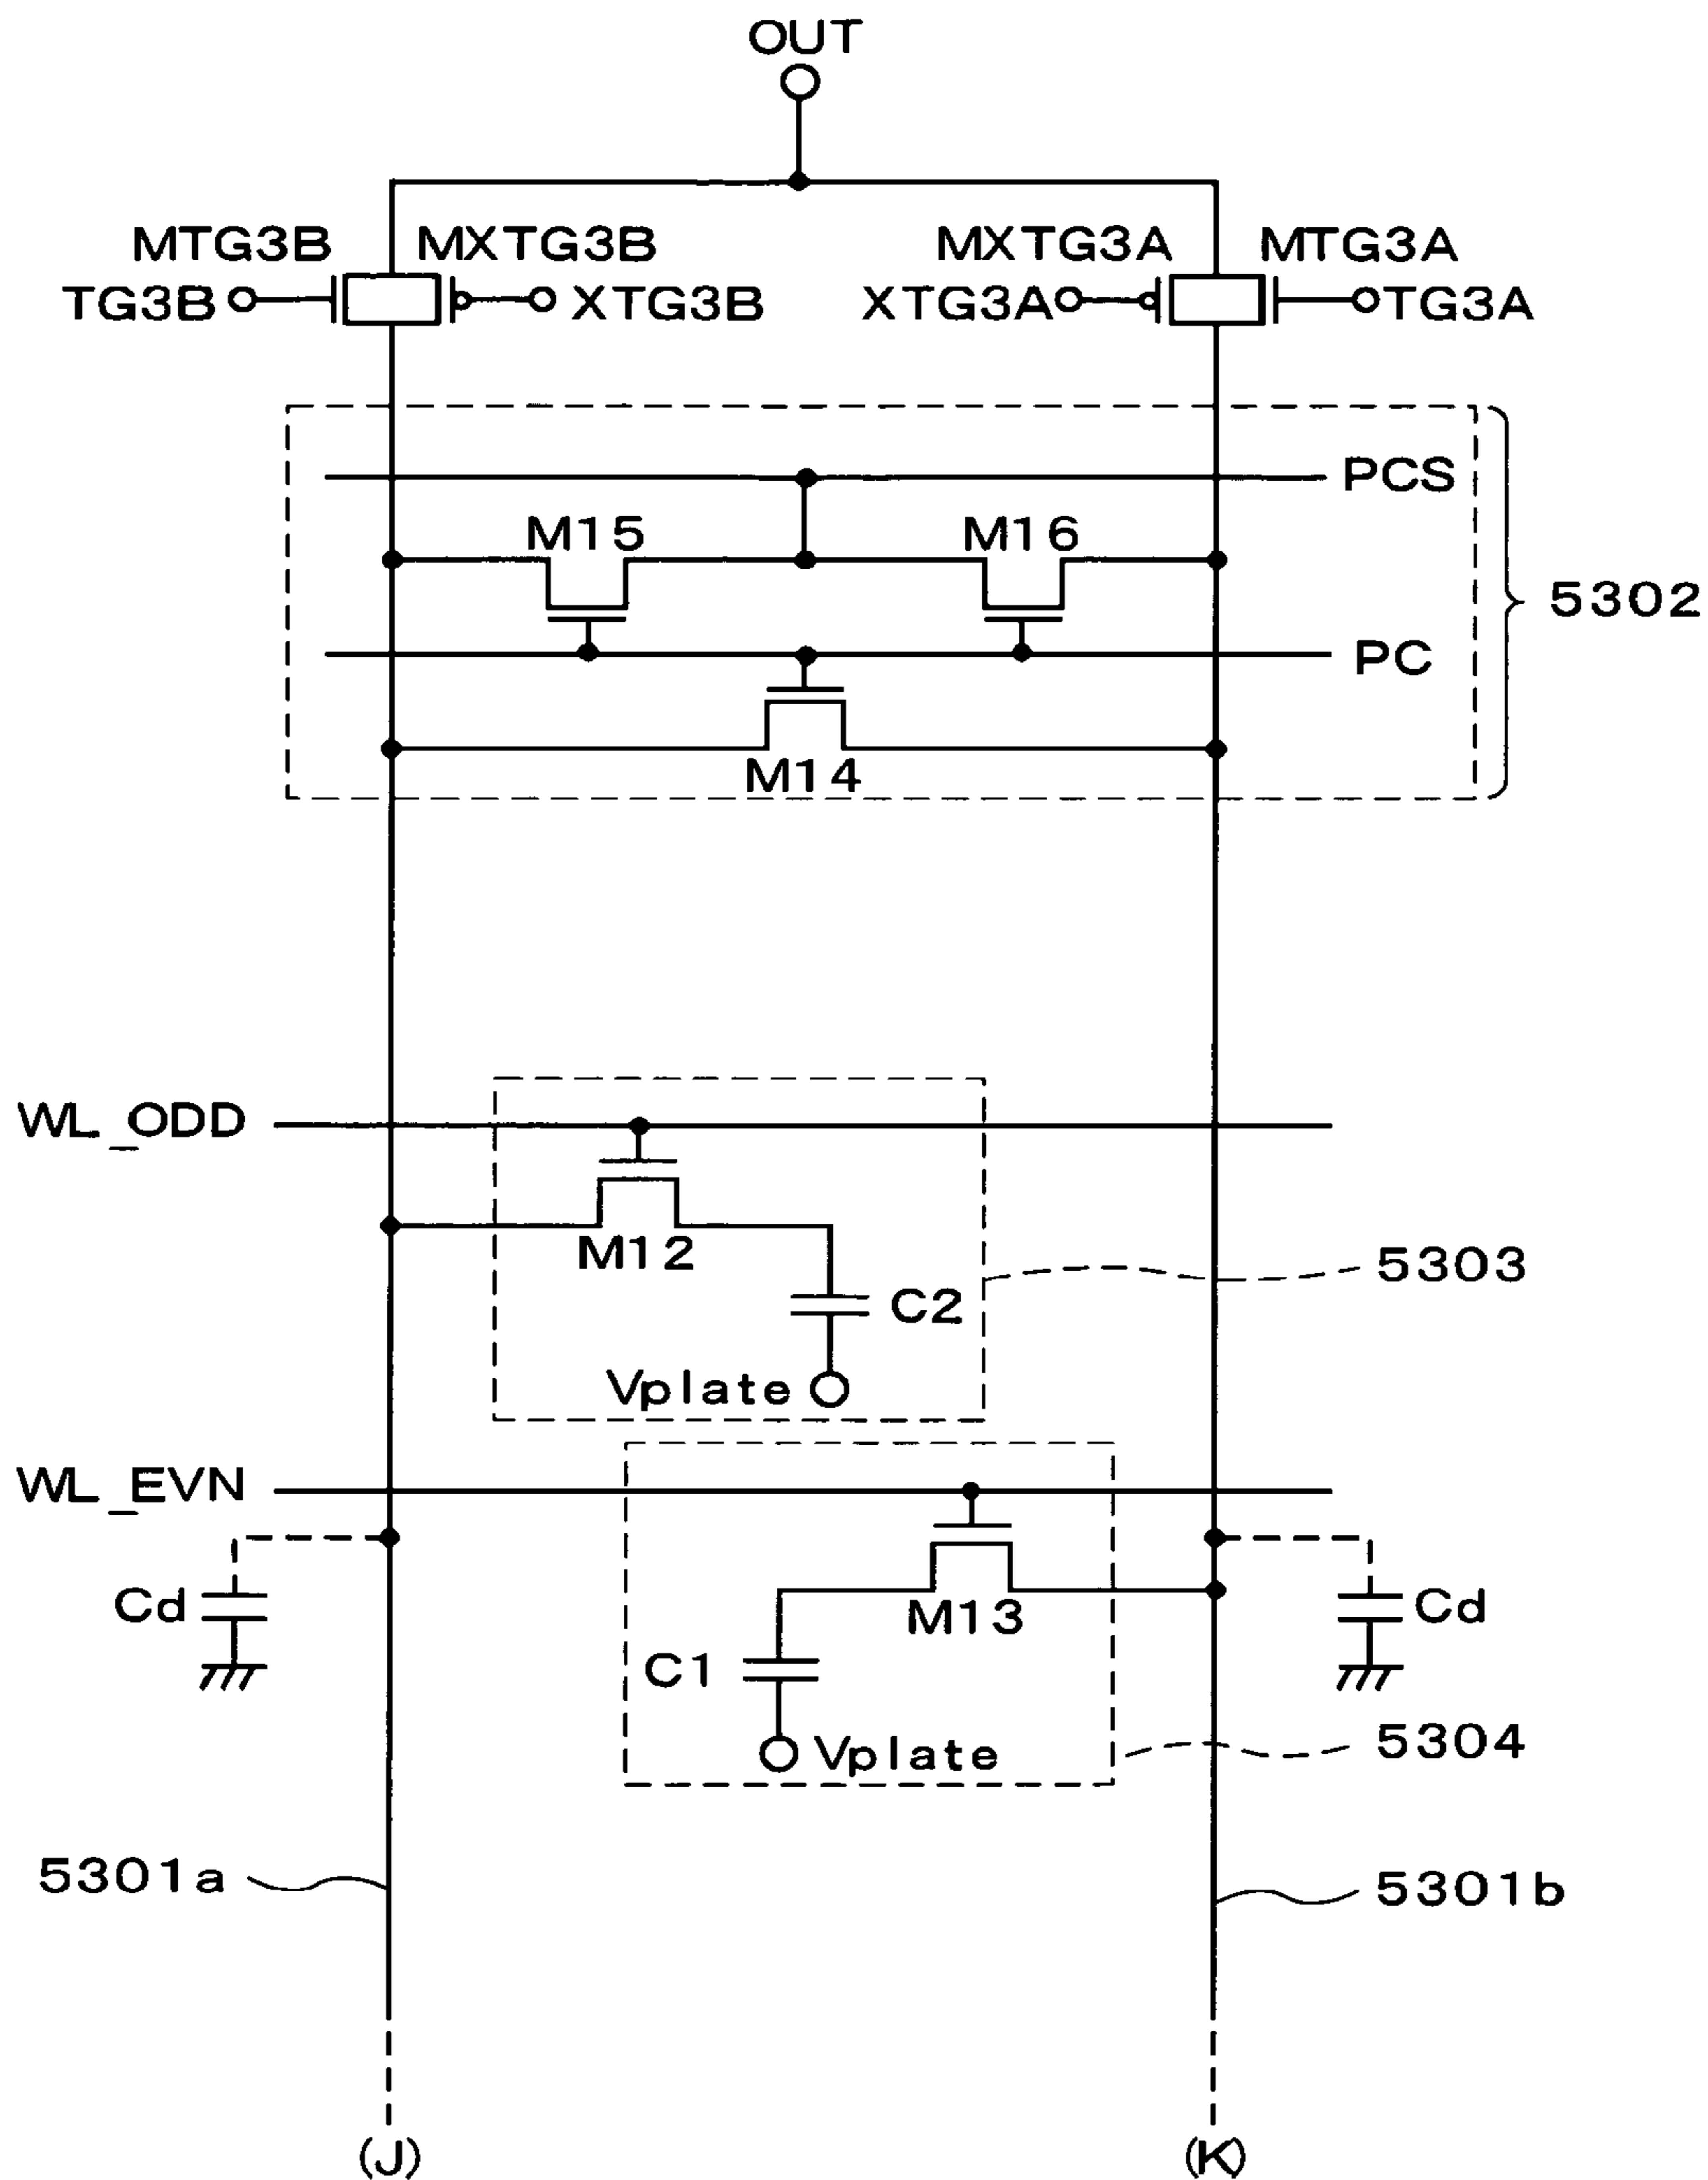 OUT
MTG3B MXTG3B MXTG3A MTG3A
TG3B XTG3B XTG3A TG3A
PCS
M15 M16
5302
PC
M14
WL_ODD
M12
5303
C2
Vplate
WL_EVN
Cd M13 Cd
C1
5304
Vplate
5301a 5301b
(J) (K)